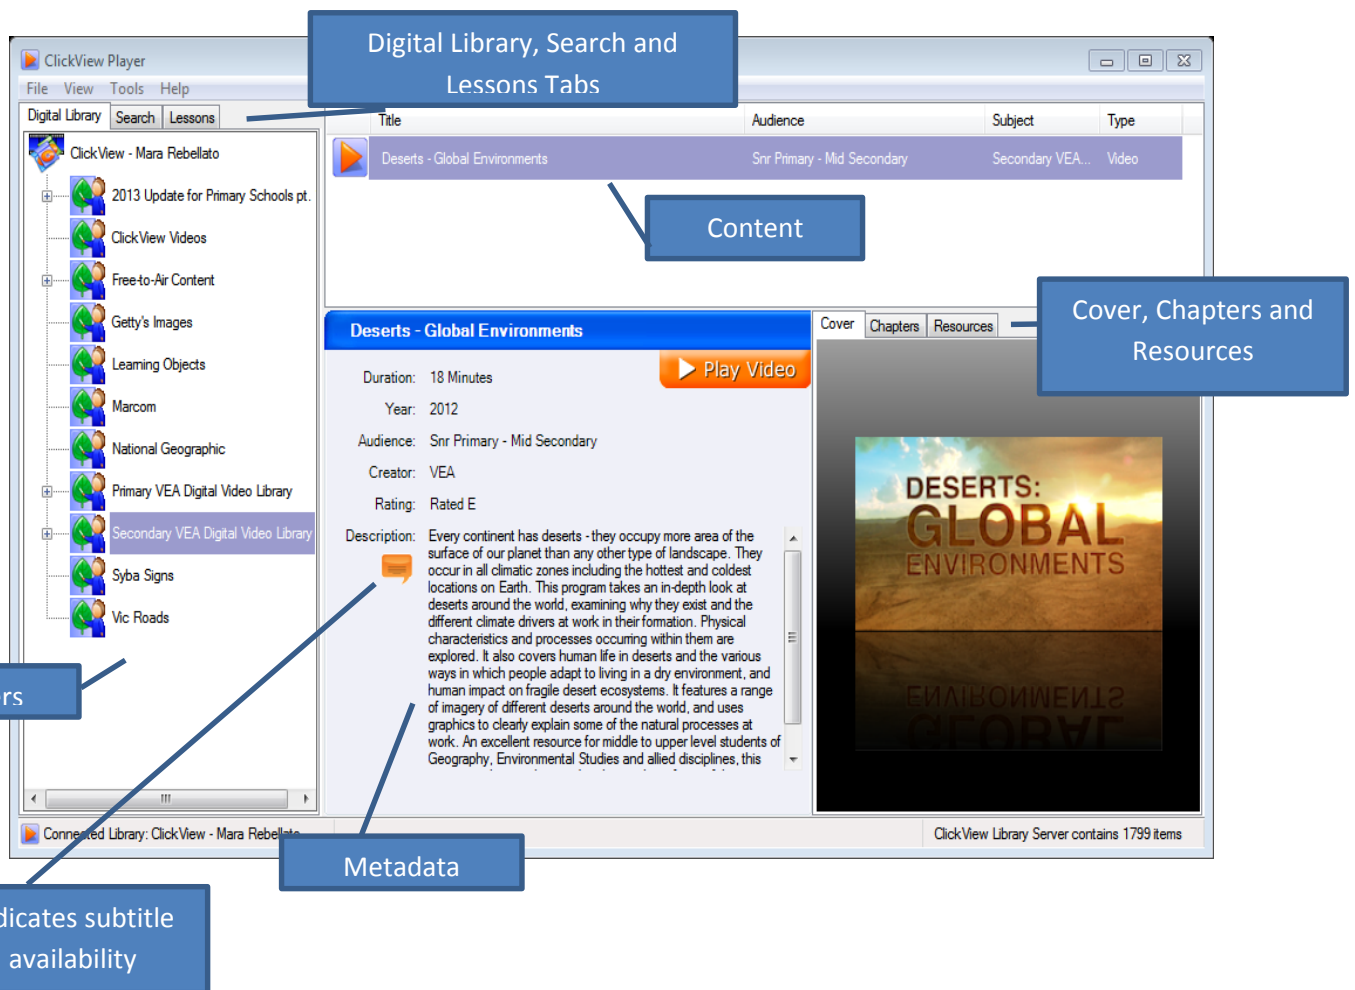 Digital Library, Search and
Lessons Tabs
ClickView Player
File View Tools Help
Digital Library Search Lessons
Title Audience Subject Type
ClickView - Mara Rebellato
Deserts - Global Environments Snr Primary - Mid Secondary Secondary VEA... Video
2013 Update for Primary Schools pt.
ClickView Videos
Free-to-Air Content
Getty's Images
Learning Objects
Marcom
National Geographic
Primary VEA Digital Video Library
Secondary VEA Digital Video Library
Syba Signs
Vic Roads
Content
Cover, Chapters and
Resources
Deserts - Global Environments
Play Video
Cover Chapters Resources
Duration: 18 Minutes
Year: 2012
Audience: Snr Primary - Mid Secondary
Creator: VEA
Rating: Rated E
Description: Every continent has deserts - they occupy more area of the
surface of our planet than any other type of landscape. They
occur in all climatic zones including the hottest and coldest
locations on Earth. This program takes an in-depth look at
deserts around the world, examining why they exist and the
different climate drivers at work in their formation. Physical
characteristics and processes occurring within them are
explored. It also covers human life in deserts and the various
ways in which people adapt to living in a dry environment, and
human impact on fragile desert ecosystems. It features a range
of imagery of different deserts around the world, and uses
graphics to clearly explain some of the natural processes at
work. An excellent resource for middle to upper level students of
Geography, Environmental Studies and allied disciplines, this
DESERTS:
GLOBAL
ENVIRONMENTS
ENVIRONMENTS
GLOBAL
rs
Connected Library: ClickView - Mara Rebellato
ClickView Library Server contains 1799 items
Metadata
dicates subtitle
availability